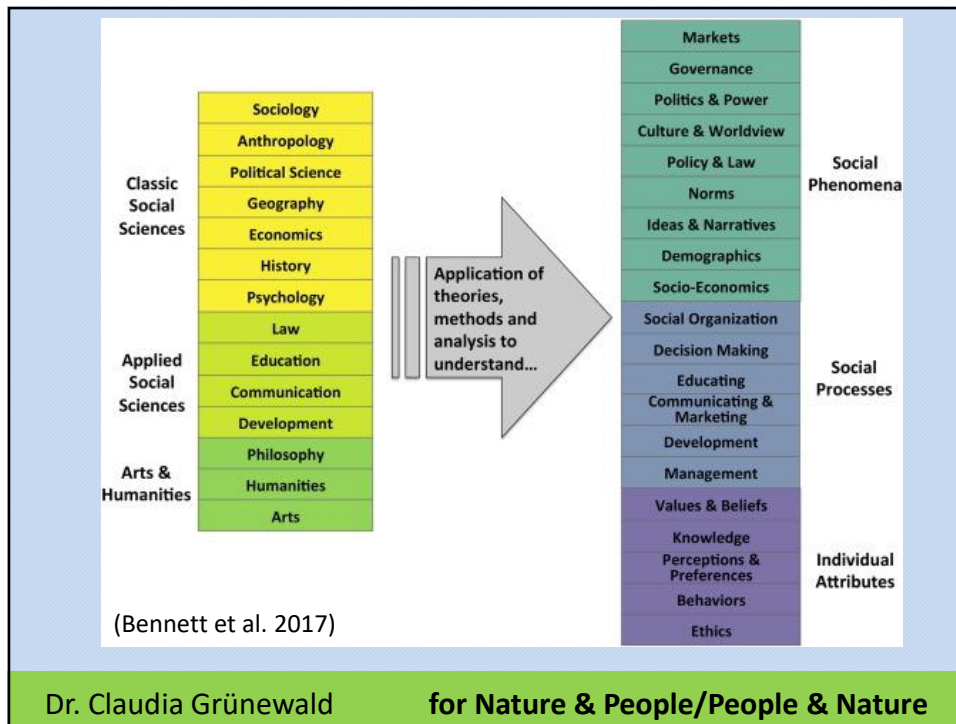 Classic
Social
Sciences
Sociology
Anthropology
Political Science
Geography
Economics
History
Psychology
Applied
Social
Sciences
Law
Education
Communication
Development
Arts &
Humanities
Philosophy
Humanities
Arts
Application of
theories,
methods and
analysis to
understand...
Markets
Governance
Politics & Power
Culture & Worldview
Policy & Law
Norms
Ideas & Narratives
Demographics
Socio-Economics
Social
Phenomena
Social Organization
Decision Making
Educating
Communicating &
Marketing
Development
Management
Social
Processes
Values & Beliefs
Knowledge
Perceptions &
Preferences
Behaviors
Ethics
Individual
Attributes
(Bennett et al. 2017)
Dr. Claudia Grünewald for Nature & People/People & Nature